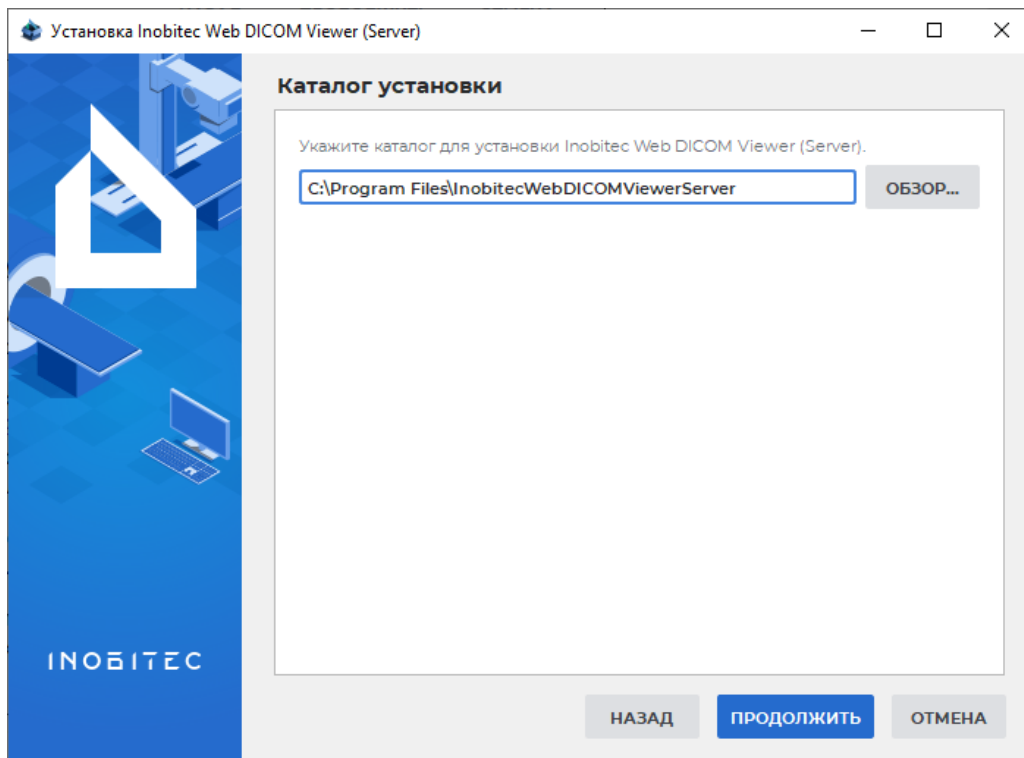 Установка Inobitec Web DICOM Viewer (Server)
Каталог установки
Укажите каталог для установки Inobitec Web DICOM Viewer (Server).
C:\Program Files\InobitecWebDICOMViewerServer
ОБЗОР...
INOBITEC
НАЗАД
ПРОДОЛЖИТЬ
ОТМЕНА